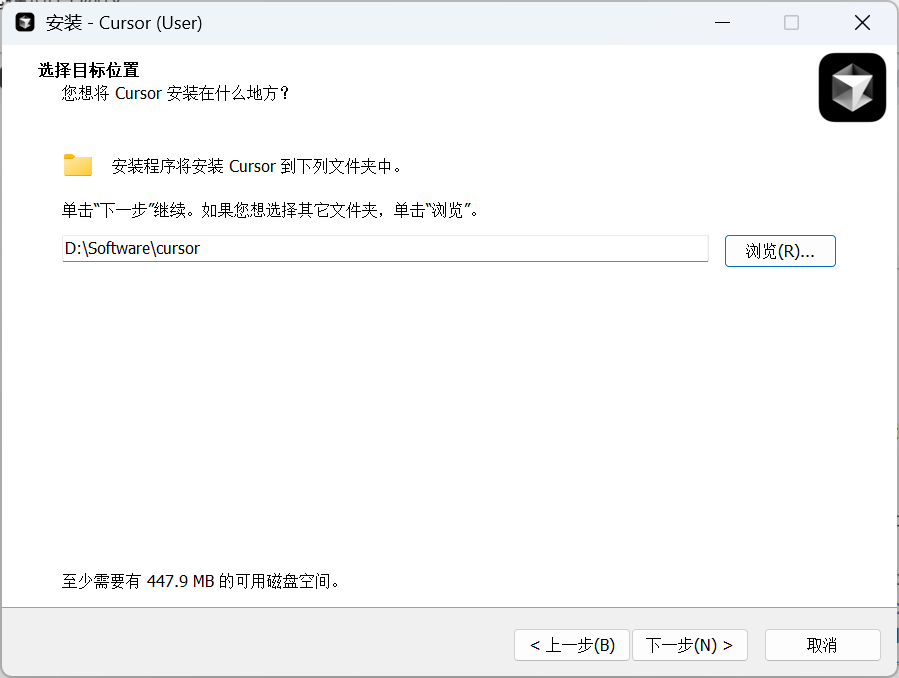 安装 - Cursor (User)
选择目标位置
您想将 Cursor 安装在什么地方？
安装程序将安装 Cursor 到下列文件夹中。
单击“下一步”继续。如果您想选择其它文件夹，单击“浏览”。
D:\Software\cursor
浏览(R)...
至少需要有 447.9 MB 的可用磁盘空间。
< 上一步(B)
下一步(N) >
取消